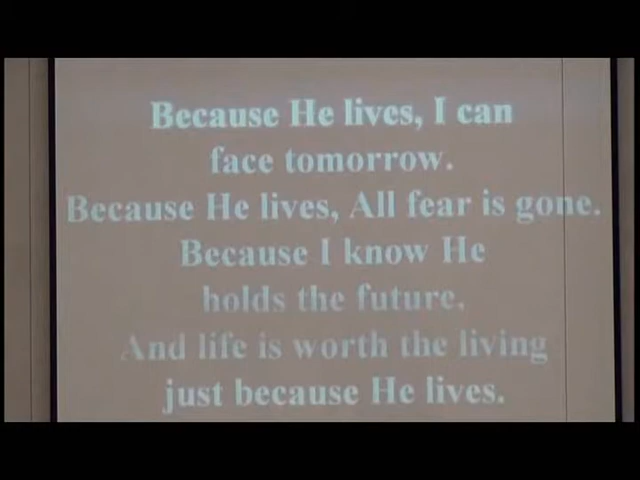 Because He lives, I can
face tomorrow.
Because He lives, All fear is gone.
Because I know He
holds the future,
And life is worth the living
just because He lives.